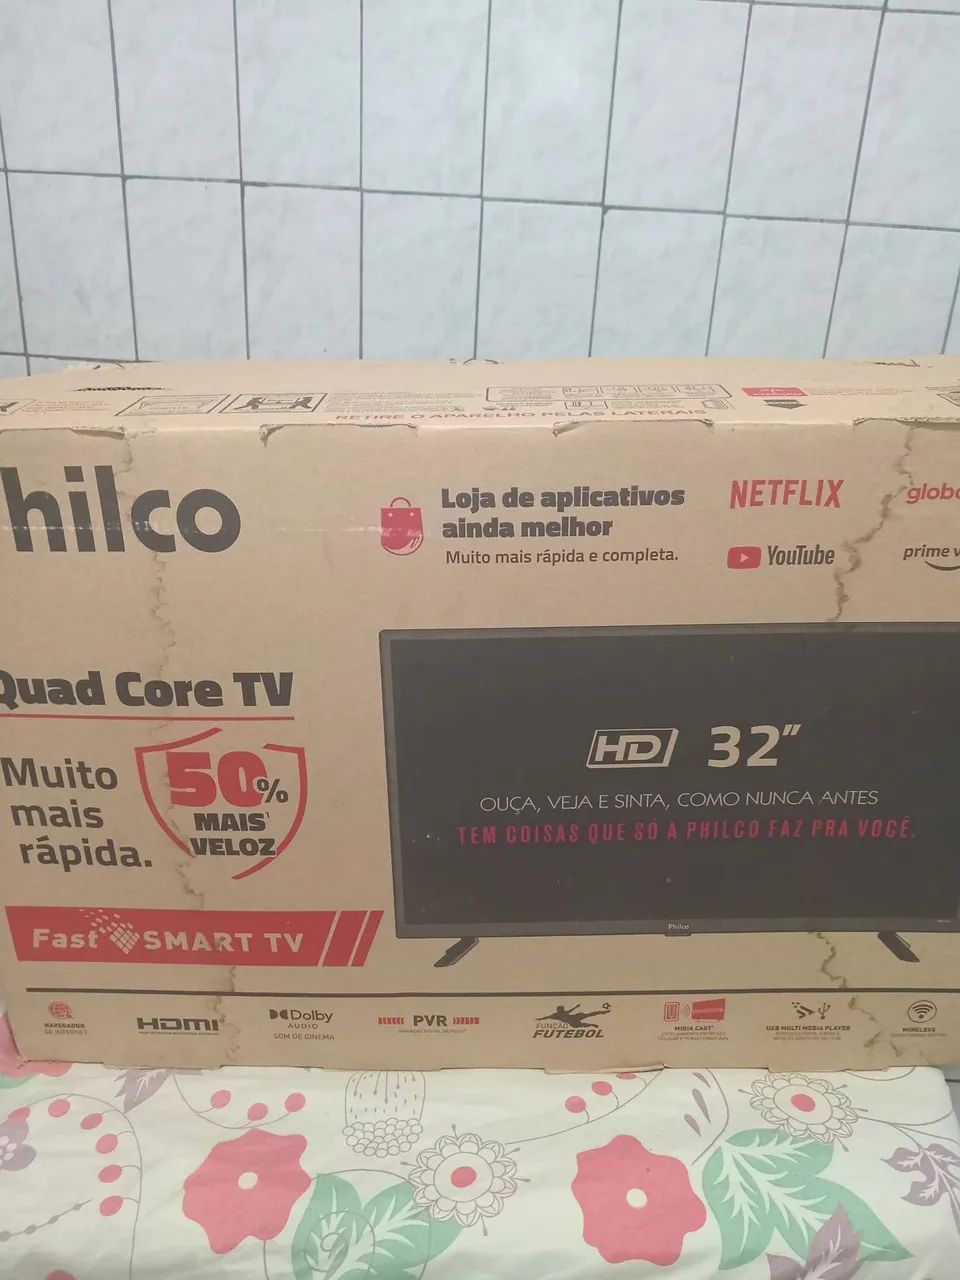 RETIRE O APARELHO PELAS LATERAIS
hilco
Loja de aplicativos
ainda melhor
Muito mais rápida e completa.
NETFLIX
globo
YouTube
prime v
Quad Core TV
Muito
mais
rápida.
50%
MAIS¹
VELOZ
Fast SMART TV
HD 32"
OUÇA, VEJA E SINTA, COMO NUNCA ANTES
TEM COISAS QUE SÓ A PHILCO FAZ PRA VOCÊ.
Philco
NAVEGADOR
DE INTERNET
HDMI
Dolby
AUDIO
SOM DE CINEMA
PVR
FUNÇÃO
FUTEBOL
MIDIA CAST²
USB MULTI MEDIA PLAYER
WIRELESS